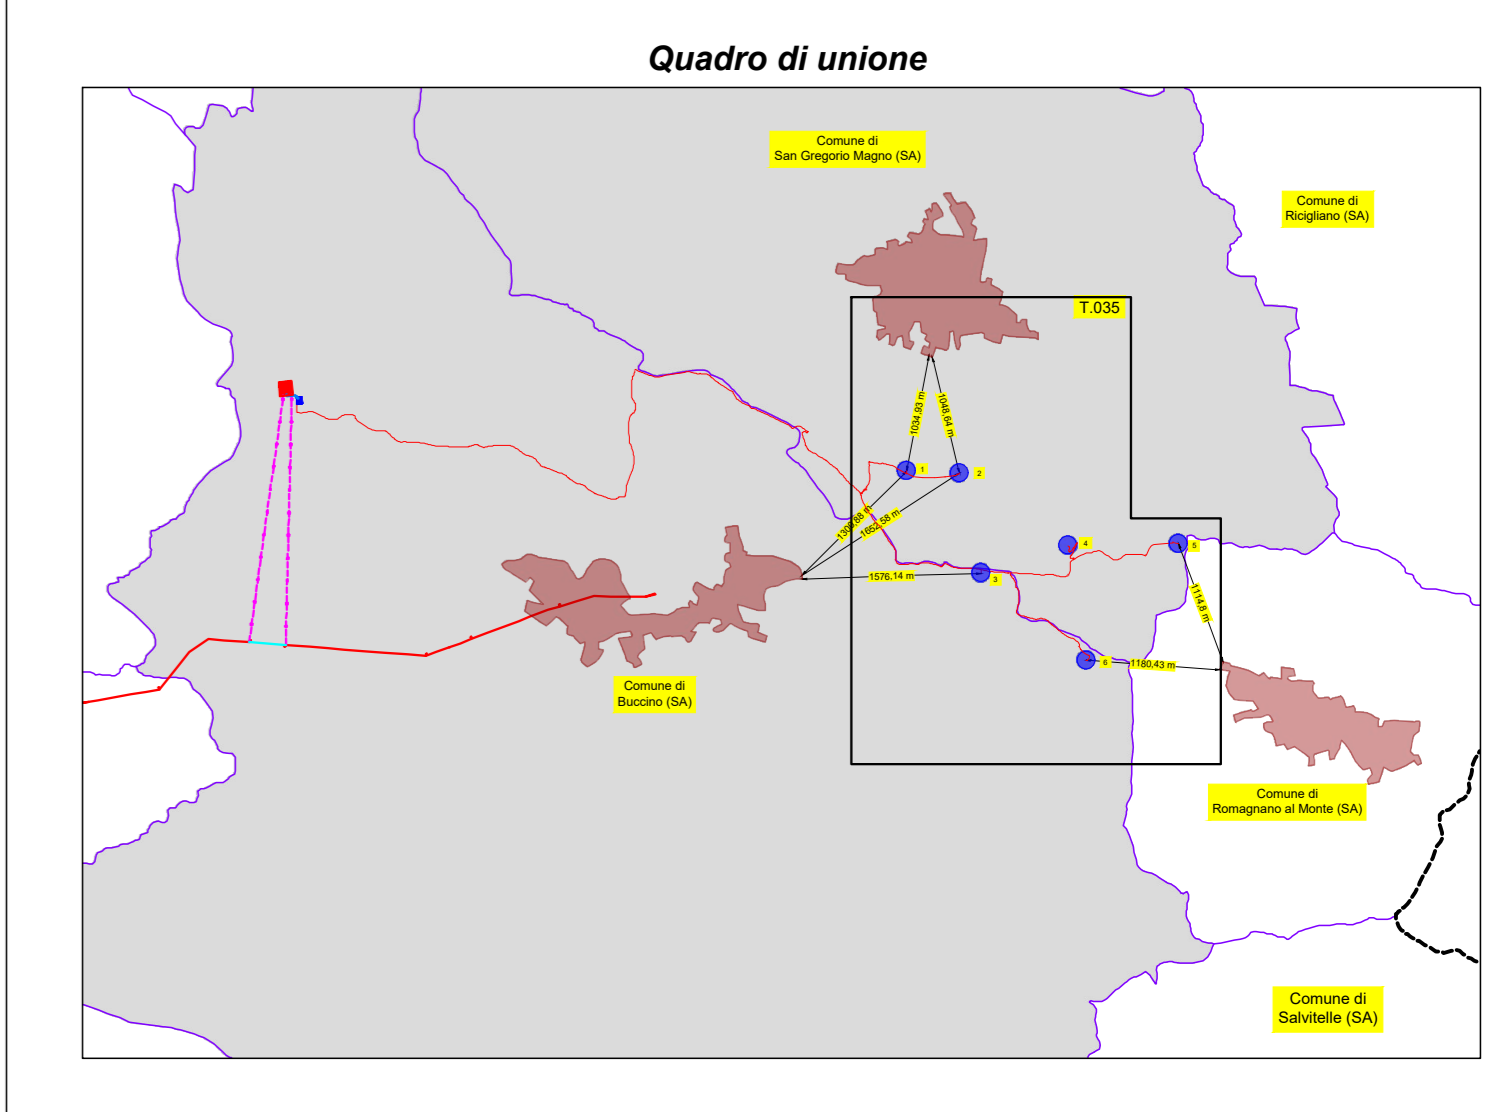 Quadro di unione
Comune di
San Gregorio Magno (SA)
Comune di
Ricigliano (SA)
T.035
1034,93 m
1048,64 m
1
2
1652,58 m
4
5
1576,14 m
3
1114,8 m
6
1180,43 m
Comune di
Buccino (SA)
Comune di
Romagnano al Monte (SA)
Comune di
Salvitelle (SA)